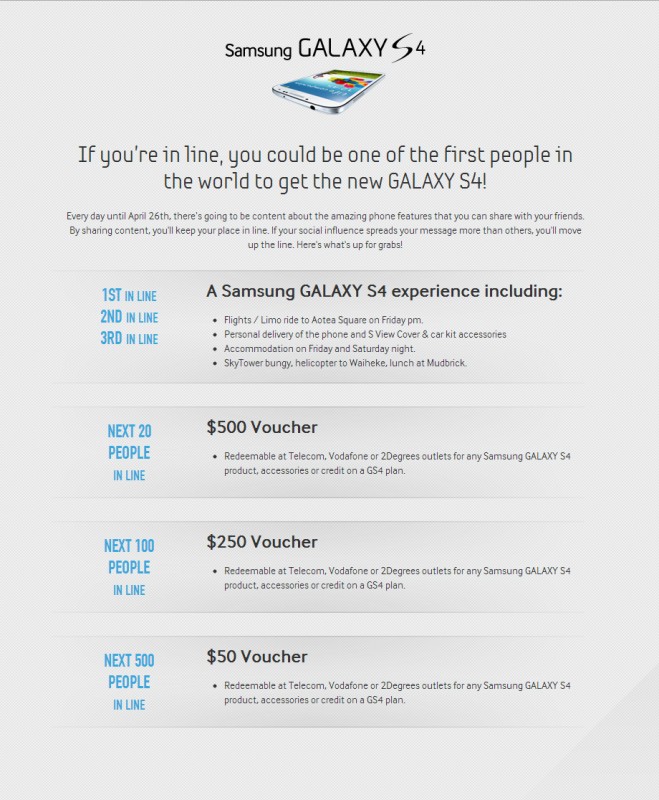 Samsung GALAXY S4
If you're in line, you could be one of the first people in
the world to get the new GALAXY S4!
Every day until April 26th, there's going to be content about the amazing phone features that you can share with your friends.
By sharing content, you'll keep your place in line. If your social influence spreads your message more than others, you'll move
up the line. Here's what's up for grabs!
1ST IN LINE
2ND IN LINE
3RD IN LINE
A Samsung GALAXY S4 experience including:
• Flights / Limo ride to Aotea Square on Friday pm.
• Personal delivery of the phone and S View Cover & car kit accessories
• Accommodation on Friday and Saturday night.
• SkyTower bungy, helicopter to Waiheke, lunch at Mudbrick.
NEXT 20
PEOPLE
IN LINE
$500 Voucher
• Redeemable at Telecom, Vodafone or 2Degrees outlets for any Samsung GALAXY S4
product, accessories or credit on a GS4 plan.
NEXT 100
PEOPLE
IN LINE
$250 Voucher
• Redeemable at Telecom, Vodafone or 2Degrees outlets for any Samsung GALAXY S4
product, accessories or credit on a GS4 plan.
NEXT 500
PEOPLE
IN LINE
$50 Voucher
• Redeemable at Telecom, Vodafone or 2Degrees outlets for any Samsung GALAXY S4
product, accessories or credit on a GS4 plan.